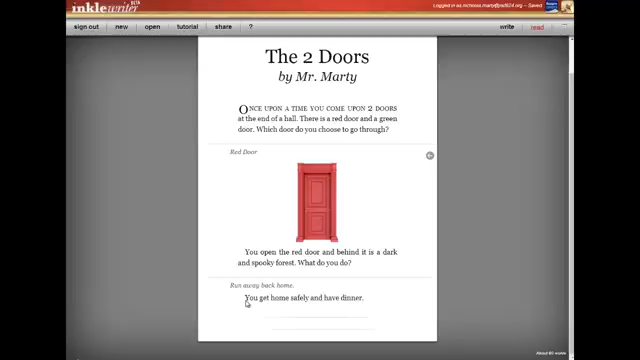 inklewriter BETA
sign out new open tutorial share ? write read
The 2 Doors
by Mr. Marty
ONCE UPON A TIME YOU COME UPON 2 DOORS
at the end of a hall. There is a red door and a green
door. Which door do you choose to go through?
Red Door
You open the red door and behind it is a dark
and spooky forest. What do you do?
Run away back home.
You get home safely and have dinner.
About 80 words